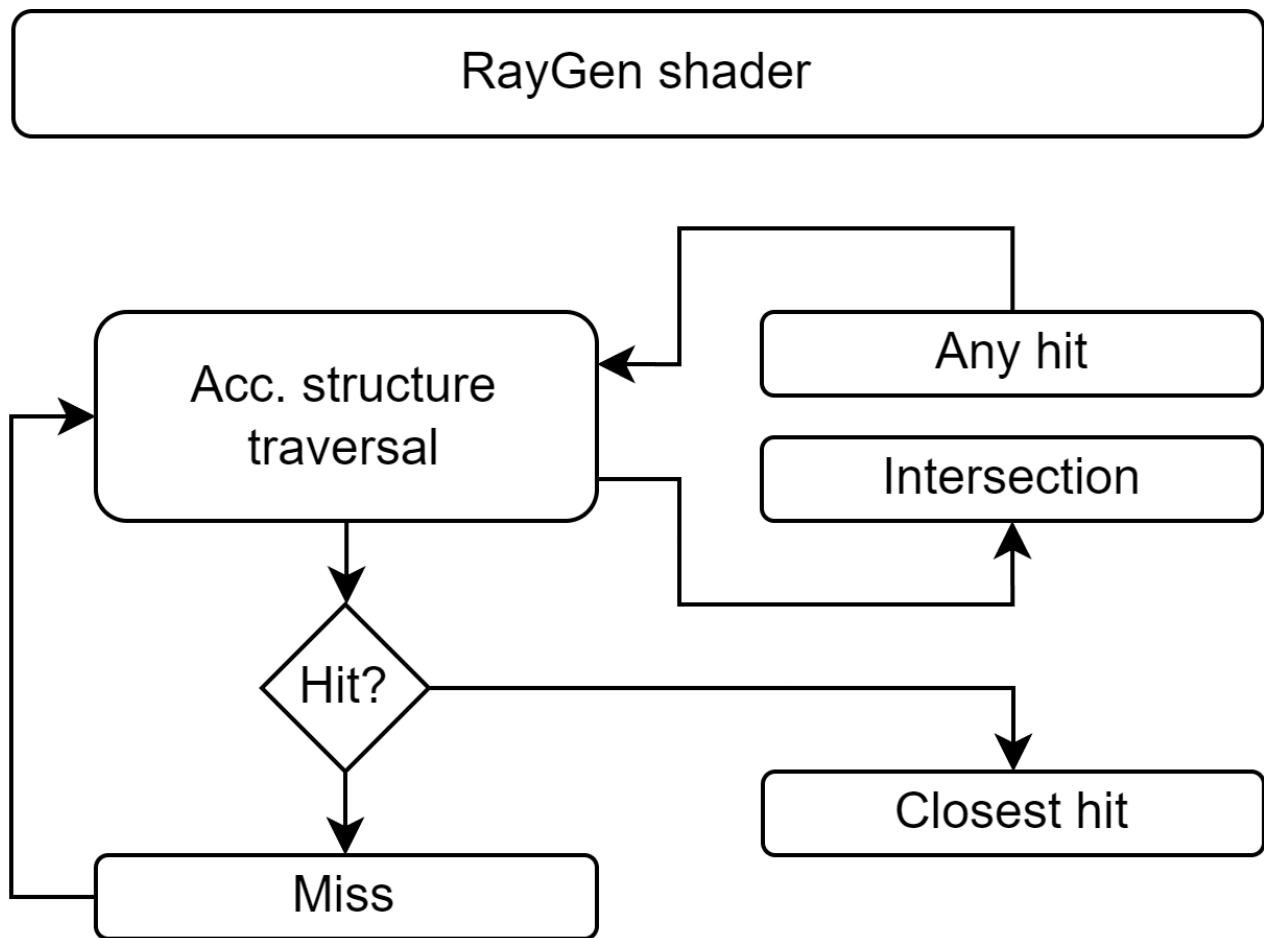 RayGen shader
Acc. structure
traversal
Any hit
Intersection
Hit?
Closest hit
Miss